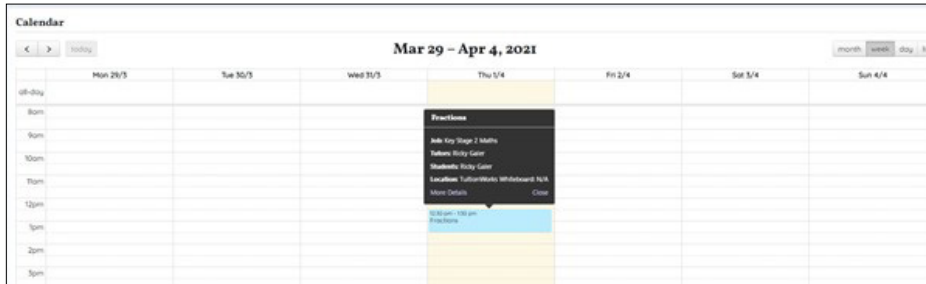 Calendar
< > today
Mar 29 – Apr 4, 2021
month week day
Mon 29/3 Tue 30/3 Wed 31/3 Thu 1/4 Fri 2/4 Sat 3/4 Sun 4/4
all-day
8am
9am
10am
11am
12pm
1pm
2pm
3pm
Fractions
Job: Key Stage 2 Maths
Tutors: Ricky Galer
Students: Ricky Galer
Location: TuitionWorks Whiteboard: N/A
More Details Close
12:30 pm - 1:30 pm
Fractions